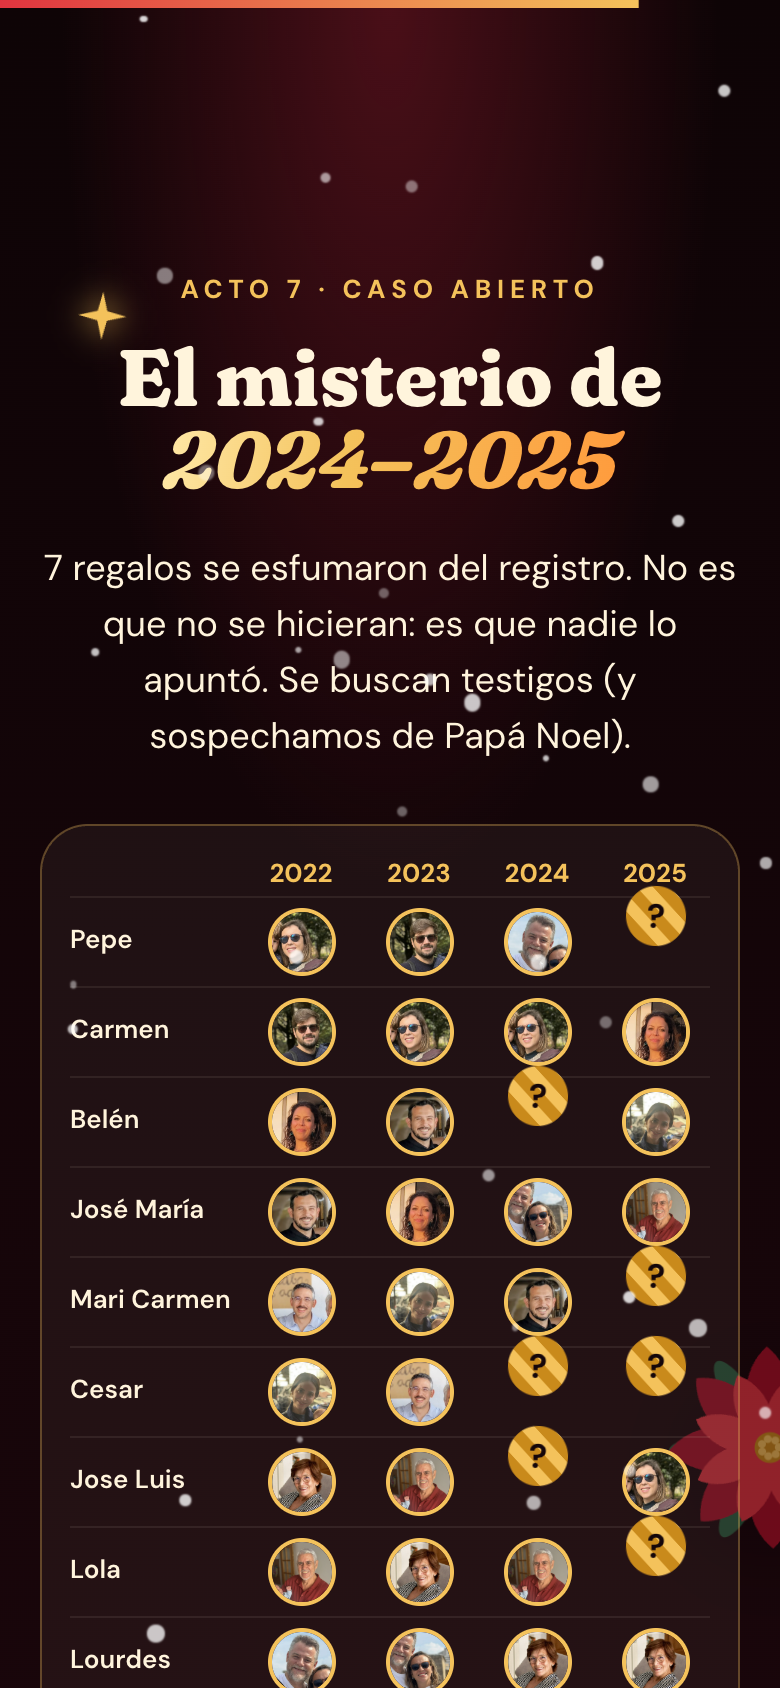 ACTO 7 · CASO ABIERTO
El misterio de
2024–2025
7 regalos se esfumaron del registro. No es
que no se hicieran: es que nadie lo
apuntó. Se buscan testigos (y
sospechamos de Papá Noel).
2022 2023 2024 2025
Pepe ?
Carmen
Belén ?
José María
Mari Carmen ?
Cesar ? ?
Jose Luis ?
Lola ?
Lourdes